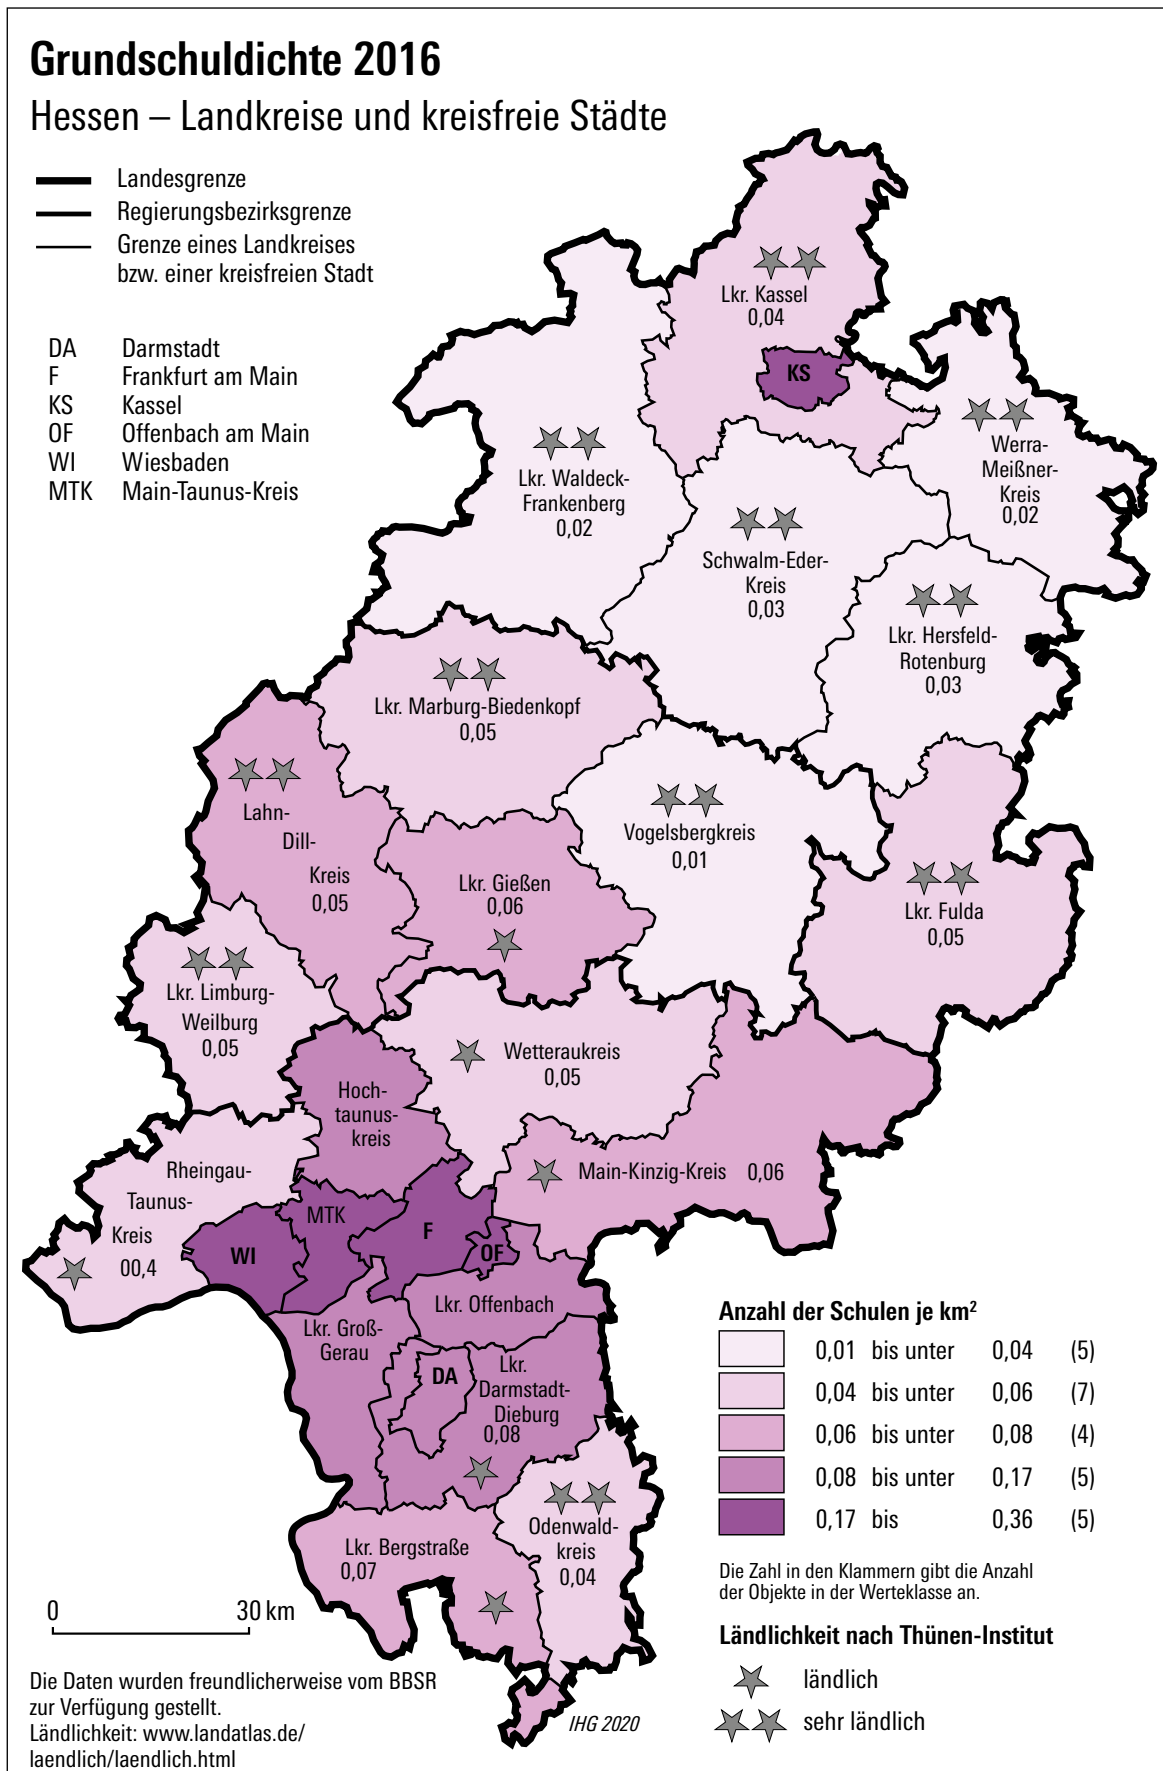 Grundschuldichte 2016
Hessen – Landkreise und kreisfreie Städte
Landesgrenze
Regierungsbezirksgrenze
Grenze eines Landkreises
bzw. einer kreisfreien Stadt
DA Darmstadt
F Frankfurt am Main
KS Kassel
OF Offenbach am Main
WI Wiesbaden
MTK Main-Taunus-Kreis
Lkr. Kassel
0,04
KS
Werra-
Meißner-
Kreis
0,02
Lkr. Waldeck-
Frankenberg
0,02
Schwalm-Eder-
Kreis
0,03
Lkr. Hersfeld-
Rotenburg
0,03
Lkr. Marburg-Biedenkopf
0,05
Lahn-
Dill-
Kreis
0,05
Vogelsbergkreis
0,01
Lkr. Gießen
0,06
Lkr. Fulda
0,05
Lkr. Limburg-
Weilburg
0,05
Wetteraukreis
0,05
Hoch-
taunus-
kreis
Main-Kinzig-Kreis 0,06
Rheingau-
Taunus-
Kreis
00,4
WI
MTK
F
OF
Lkr. Offenbach
Lkr. Groß-
Gerau
DA
Lkr.
Darmstadt-
Dieburg
0,08
Odenwald-
kreis
0,04
Lkr. Bergstraße
0,07
Anzahl der Schulen je km²
0,01 bis unter 0,04 (5)
0,04 bis unter 0,06 (7)
0,06 bis unter 0,08 (4)
0,08 bis unter 0,17 (5)
0,17 bis 0,36 (5)
Die Zahl in den Klammern gibt die Anzahl
der Objekte in der Werteklasse an.
Ländlichkeit nach Thünen-Institut
ländlich
sehr ländlich
0 30 km
Die Daten wurden freundlicherweise vom BBSR
zur Verfügung gestellt.
Ländlichkeit: www.landatlas.de/
laendlich/laendlich.html
IHG 2020